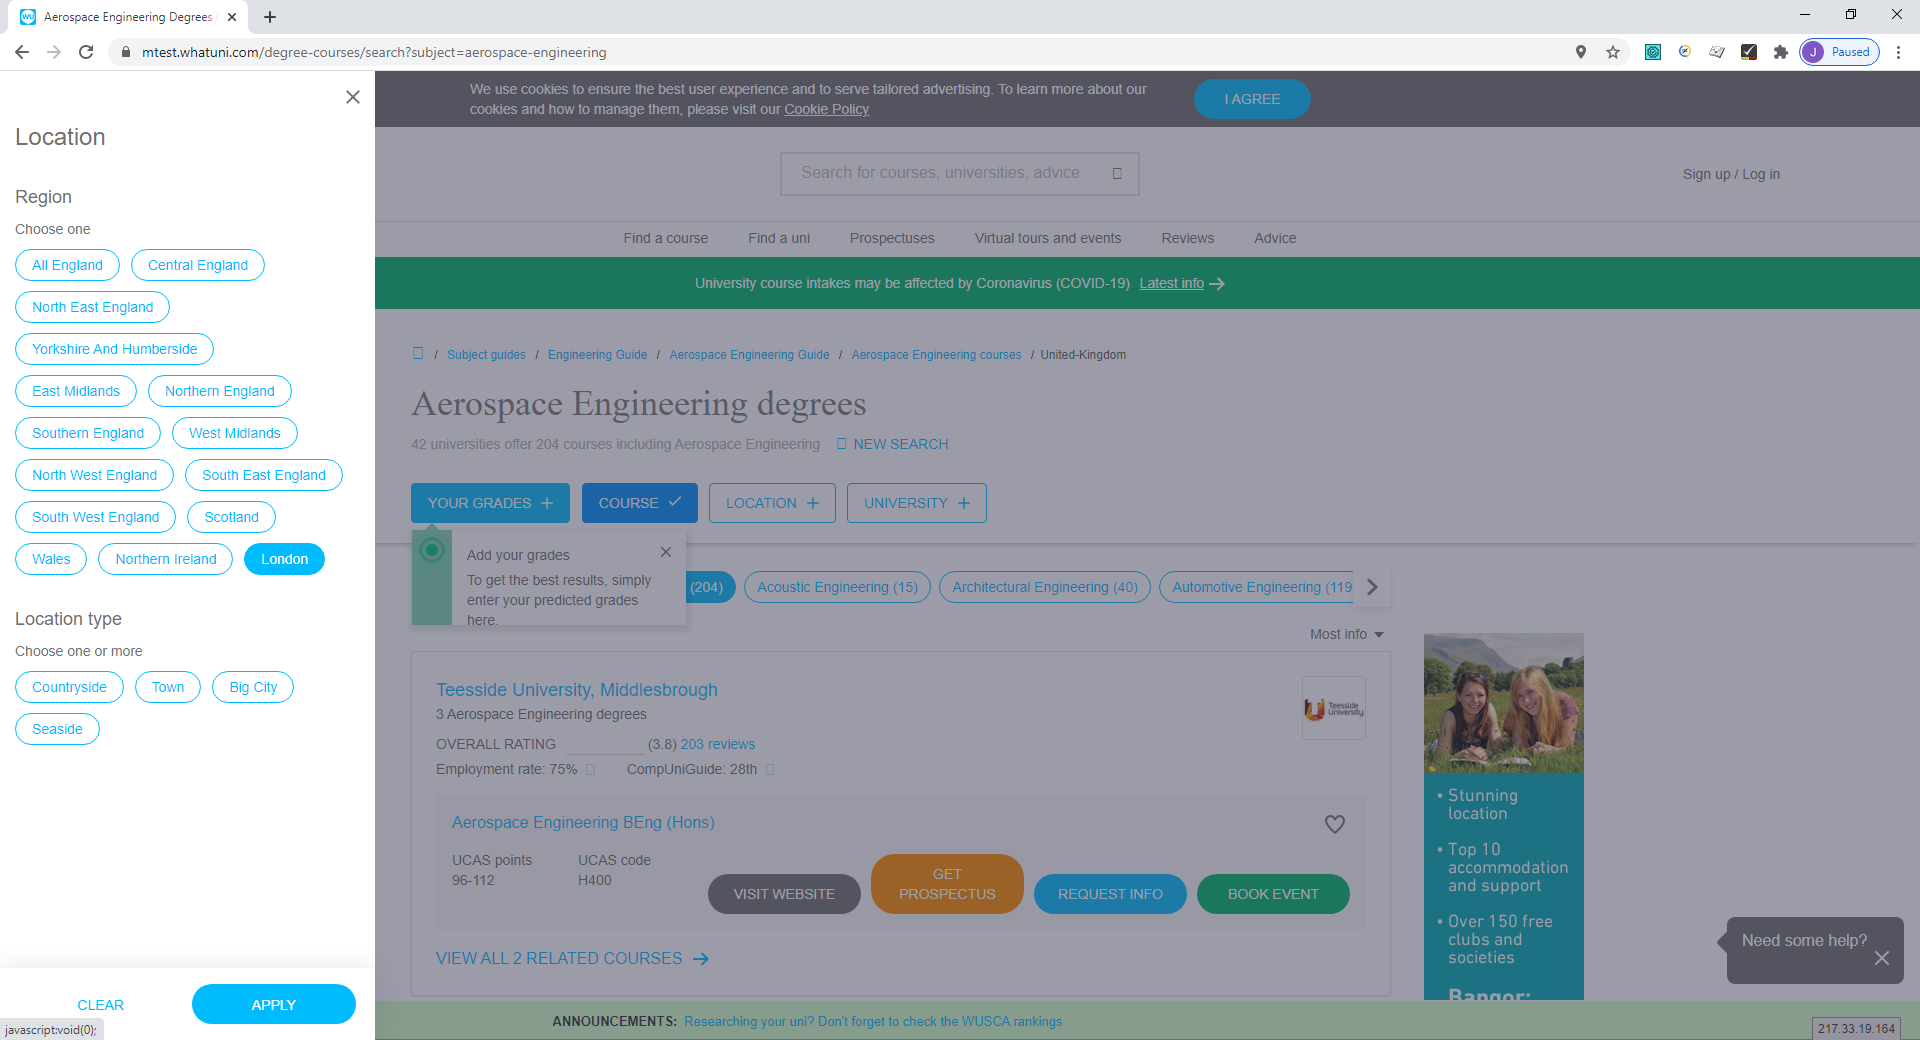 Aerospace Engineering Degrees
mtest.whatuni.com/degree-courses/search?subject=aerospace-engineering
J Paused
We use cookies to ensure the best user experience and to serve tailored advertising. To learn more about our
cookies and how to manage them, please visit our Cookie Policy
I AGREE
Location
Region
Choose one
All England Central England
North East England
Yorkshire And Humberside
East Midlands Northern England
Southern England West Midlands
North West England South East England
South West England Scotland
Wales Northern Ireland London
Location type
Choose one or more
Countryside Town Big City
Seaside
CLEAR APPLY
javascript:void(0);
Search for courses, universities, advice
Sign up / Log in
Find a course Find a uni Prospectuses Virtual tours and events Reviews Advice
University course intakes may be affected by Coronavirus (COVID-19) Latest info
/ Subject guides / Engineering Guide / Aerospace Engineering Guide / Aerospace Engineering courses / United-Kingdom
Aerospace Engineering degrees
42 universities offer 204 courses including Aerospace Engineering NEW SEARCH
YOUR GRADES + COURSE LOCATION + UNIVERSITY +
Add your grades
To get the best results, simply
enter your predicted grades
here.
(204) Acoustic Engineering (15) Architectural Engineering (40) Automotive Engineering (119
Most info
Teesside University, Middlesbrough
3 Aerospace Engineering degrees
OVERALL RATING (3.8) 203 reviews
Employment rate: 75% CompUniGuide: 28th
Teesside
University
Aerospace Engineering BEng (Hons)
UCAS points UCAS code
96-112 H400
VISIT WEBSITE
GET
PROSPECTUS
REQUEST INFO
BOOK EVENT
VIEW ALL 2 RELATED COURSES
• Stunning
location
• Top 10
accommodation
and support
• Over 150 free
clubs and
societies
Bangor:
Need some help?
ANNOUNCEMENTS: Researching your uni? Don't forget to check the WUSCA rankings
217.33.19.164